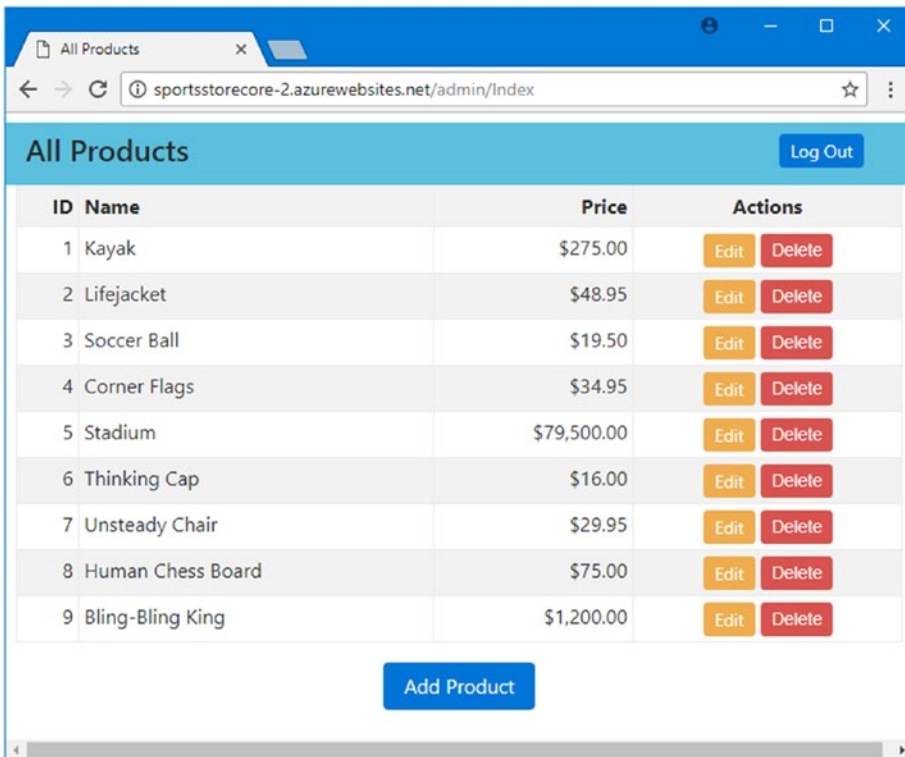 All Products
sportsstorecore-2.azurewebsites.net/admin/Index
All Products Log Out
ID Name Price Actions
1 Kayak $275.00 Edit Delete
2 Lifejacket $48.95 Edit Delete
3 Soccer Ball $19.50 Edit Delete
4 Corner Flags $34.95 Edit Delete
5 Stadium $79,500.00 Edit Delete
6 Thinking Cap $16.00 Edit Delete
7 Unsteady Chair $29.95 Edit Delete
8 Human Chess Board $75.00 Edit Delete
9 Bling-Bling King $1,200.00 Edit Delete
Add Product